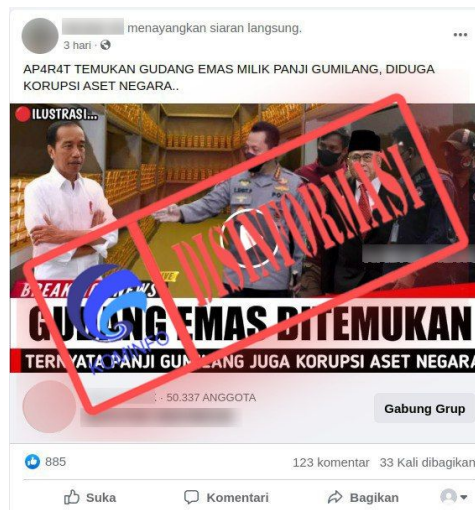 menayangkan siaran langsung.
3 hari ·
AP4R4T TEMUKAN GUDANG EMAS MILIK PANJI GUMILANG, DIDUGA
KORUPSI ASET NEGARA..
ILUSTRASI...
DISINFORMASI
KOMINFO
LIVE
BREAKING NEWS
GUDANG EMAS DITEMUKAN
TERNYATA PANJI GUMILANG JUGA KORUPSI ASET NEGARA
· 50.337 ANGGOTA
Gabung Grup
885
123 komentar 33 Kali dibagikan
Suka Komentari Bagikan